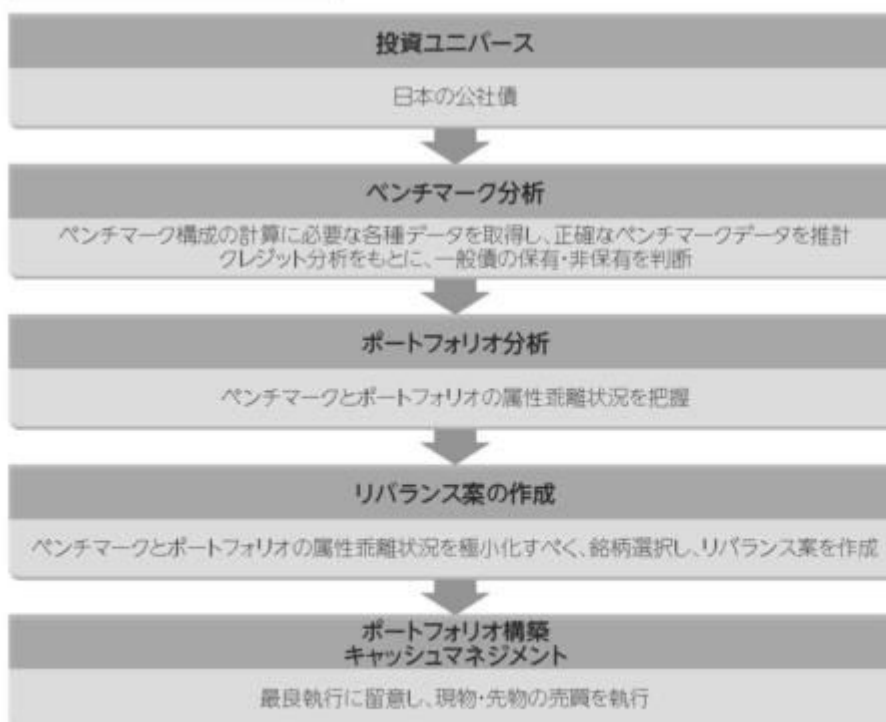 投資ユニバース
日本の公社債
ベンチマーク分析
ベンチマーク構成の計算に必要な各種データを取得し、正確なベンチマークデータを推計
クレジット分析をもとに、一般債の保有・非保有を判断
ポートフォリオ分析
ベンチマークとポートフォリオの属性乖離状況を把握
リバランス案の作成
ベンチマークとポートフォリオの属性乖離状況を極小化すべく、銘柄選択し、リバランス案を作成
ポートフォリオ構築
キャッシュマネジメント
最良執行に留意し、現物・先物の売買を執行